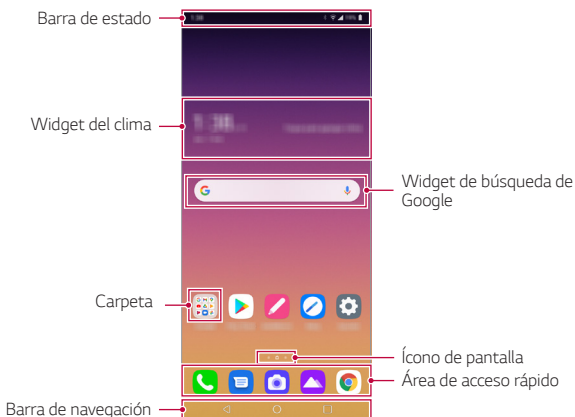 Barra de estado
Widget del clima
Widget de búsqueda de
Google
Carpeta
Ícono de pantalla
Área de acceso rápido
Barra de navegación